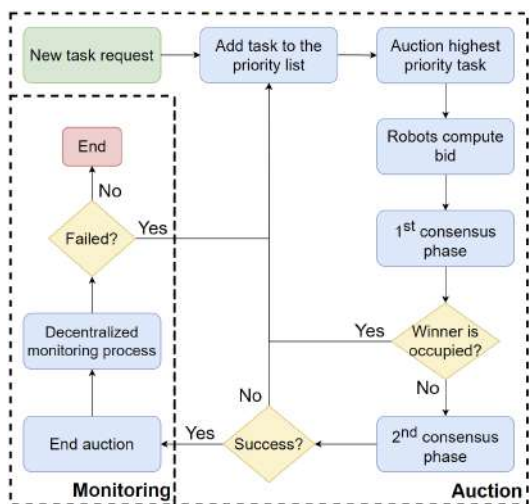 New task request
Add task to the
priority list
Auction highest
priority task
Robots compute
bid
1st consensus
phase
Winner is
occupied?
Yes
No
2nd consensus
phase
Success?
No
Yes
End auction
Decentralized
monitoring process
Failed?
Yes
No
End
Monitoring
Auction